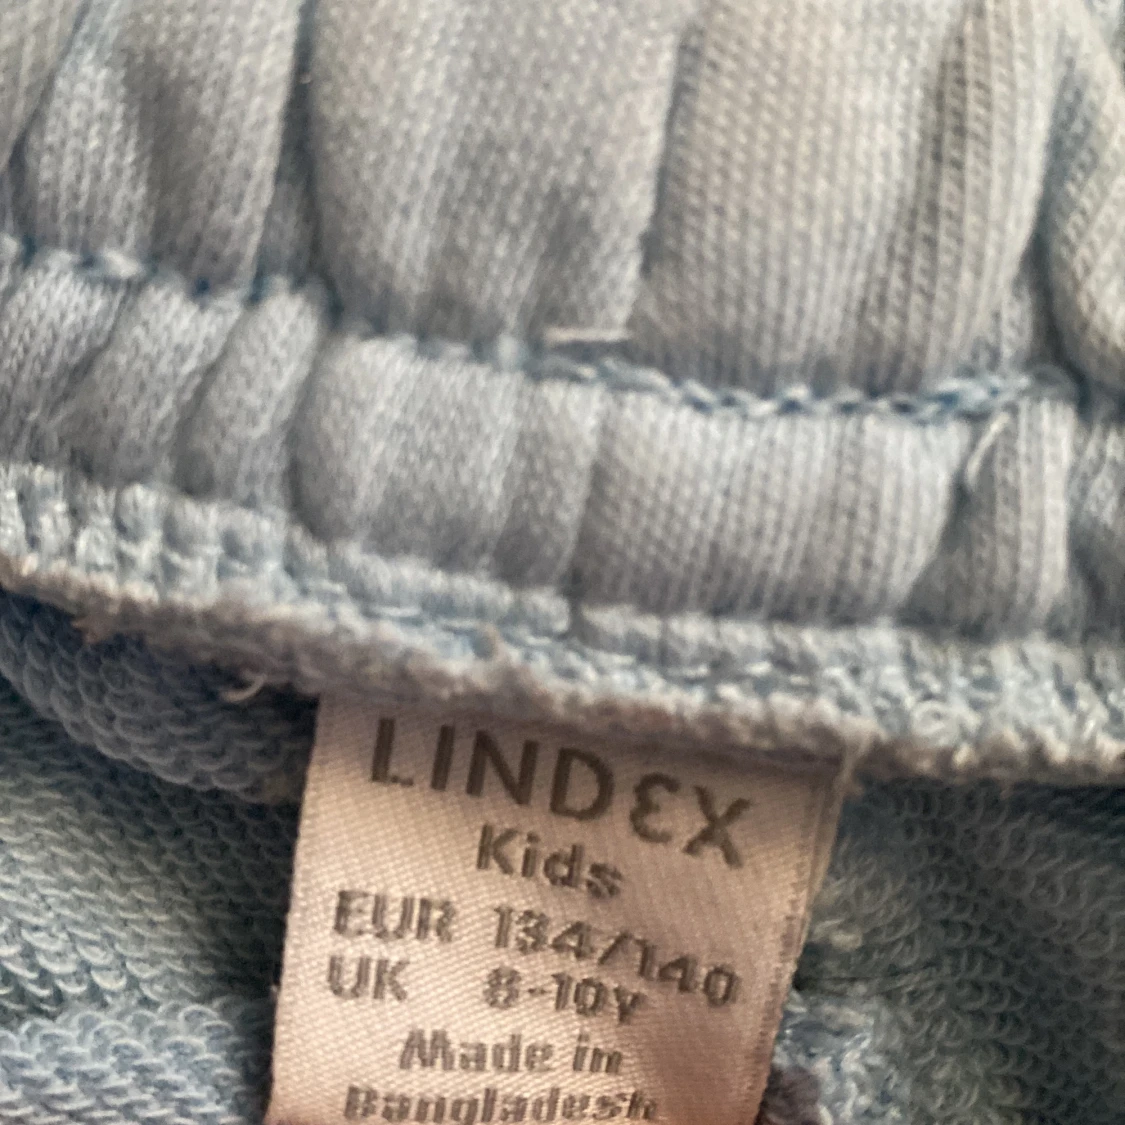 LINDEX
Kids
EUR 134/140
UK 8-10Y
Made in
Bangladesh